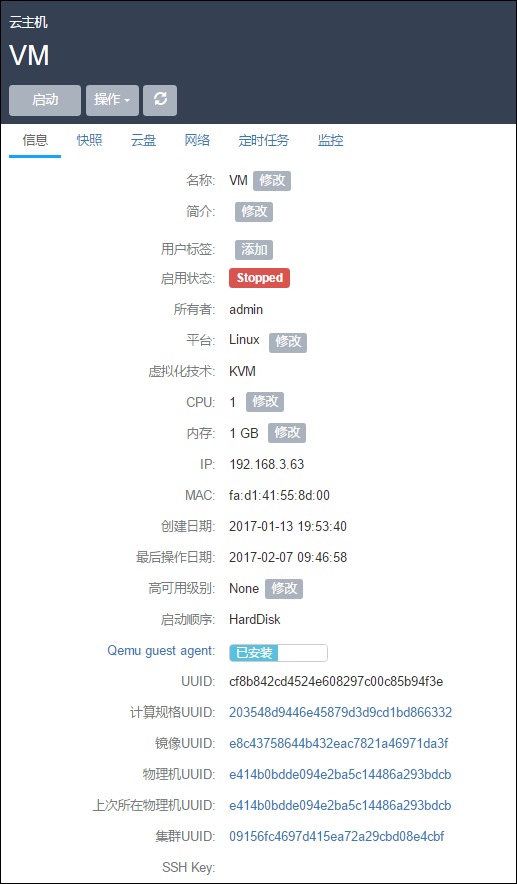 云主机
VM
启动 操作
信息 快照 云盘 网络 定时任务 监控
名称: VM 修改
简介: 修改
用户标签: 添加
启用状态: Stopped
所有者: admin
平台: Linux 修改
虚拟化技术: KVM
CPU: 1 修改
内存: 1 GB 修改
IP: 192.168.3.63
MAC: fa:d1:41:55:8d:00
创建日期: 2017-01-13 19:53:40
最后操作日期: 2017-02-07 09:46:58
高可用级别: None 修改
启动顺序: HardDisk
Qemu guest agent: 已安装
UUID: cf8b842cd4524e608297c00c85b94f3e
计算规格UUID: 203548d9446e45879d3d9cd1bd866332
镜像UUID: e8c43758644b432eac7821a46971da3f
物理机UUID: e414b0bdde094e2ba5c14486a293bdcb
上次所在物理机UUID: e414b0bdde094e2ba5c14486a293bdcb
集群UUID: 09156fc4697d415ea72a29cbd08e4cbf
SSH Key: